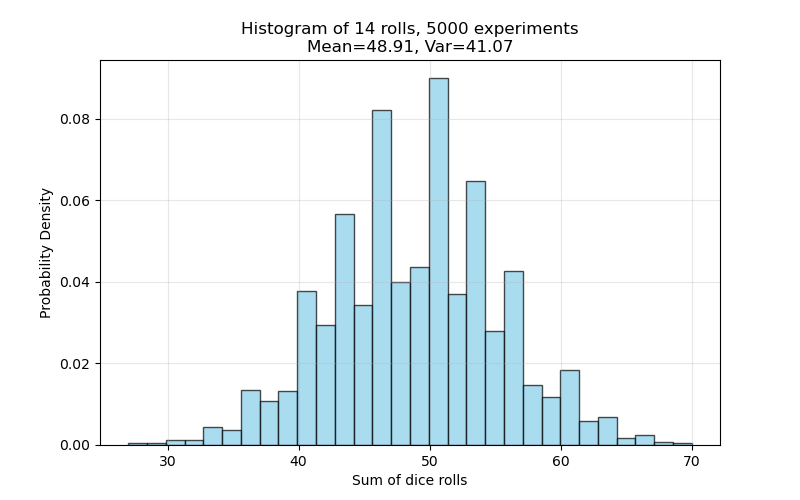 Histogram of 14 rolls, 5000 experiments
Mean=48.91, Var=41.07
0.08
0.06
0.04
0.02
0.00
Probability Density
30 40 50 60 70
Sum of dice rolls